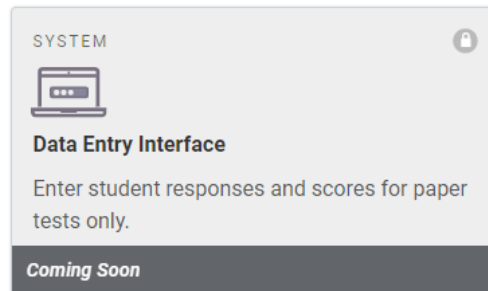 SYSTEM
Data Entry Interface
Enter student responses and scores for paper
tests only.
Coming Soon